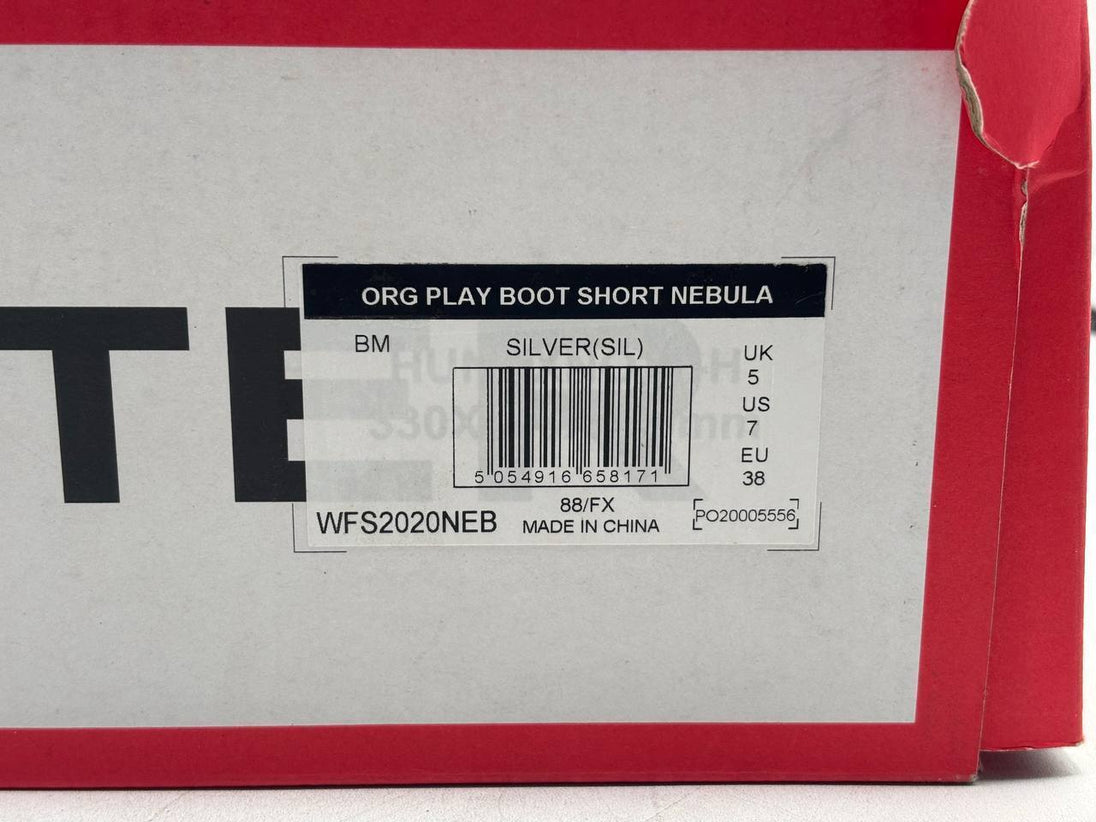 TER
ORG PLAY BOOT SHORT NEBULA
BM
SILVER(SIL)
UK
5
US
7
EU
38
5 054916 658171
88/FX
WFS2020NEB
MADE IN CHINA
PO20005556